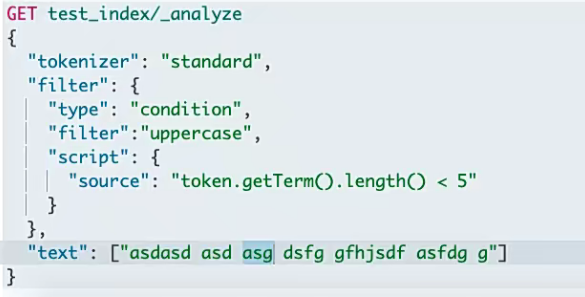 GET test_index/_analyze
{
"tokenizer": "standard",
"filter": {
"type": "condition",
"filter":"uppercase",
"script": {
"source": "token.getTerm().length() < 5"
}
},
"text": ["asdasd asd asg dsfg gfhjsdf asfdg g"]
}